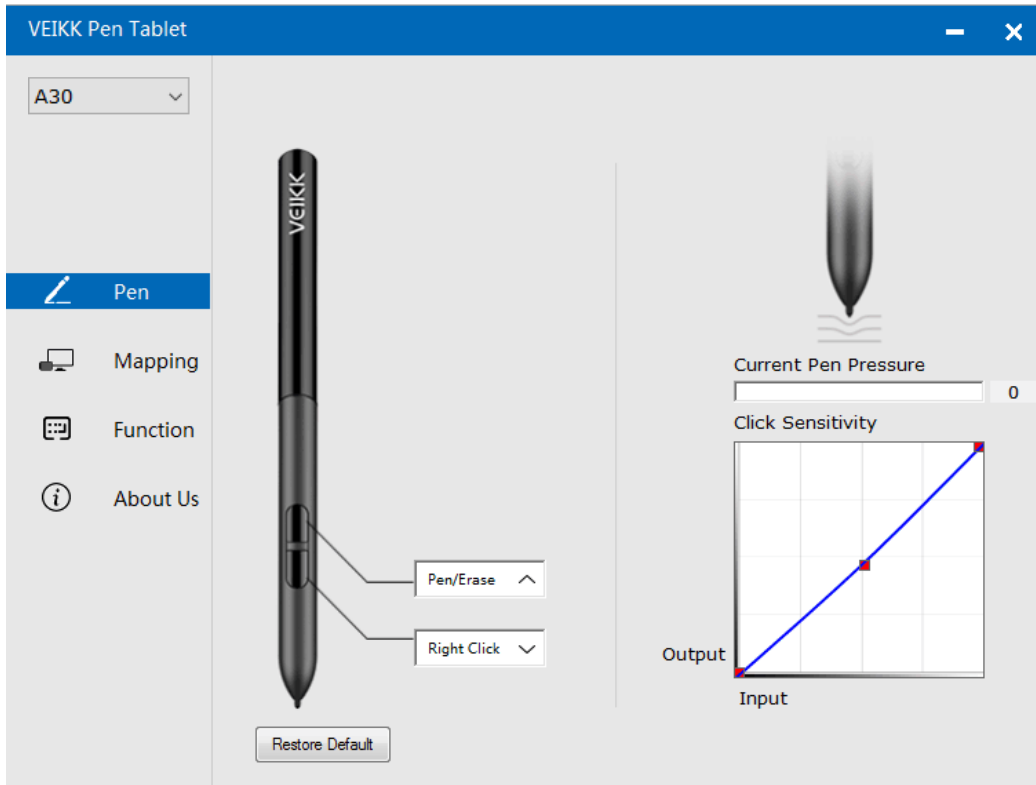 VEIKK Pen Tablet
A30
Pen
Mapping
Function
About Us
VEIKK
Pen/Erase
Right Click
Restore Default
Current Pen Pressure
0
Click Sensitivity
Output
Input